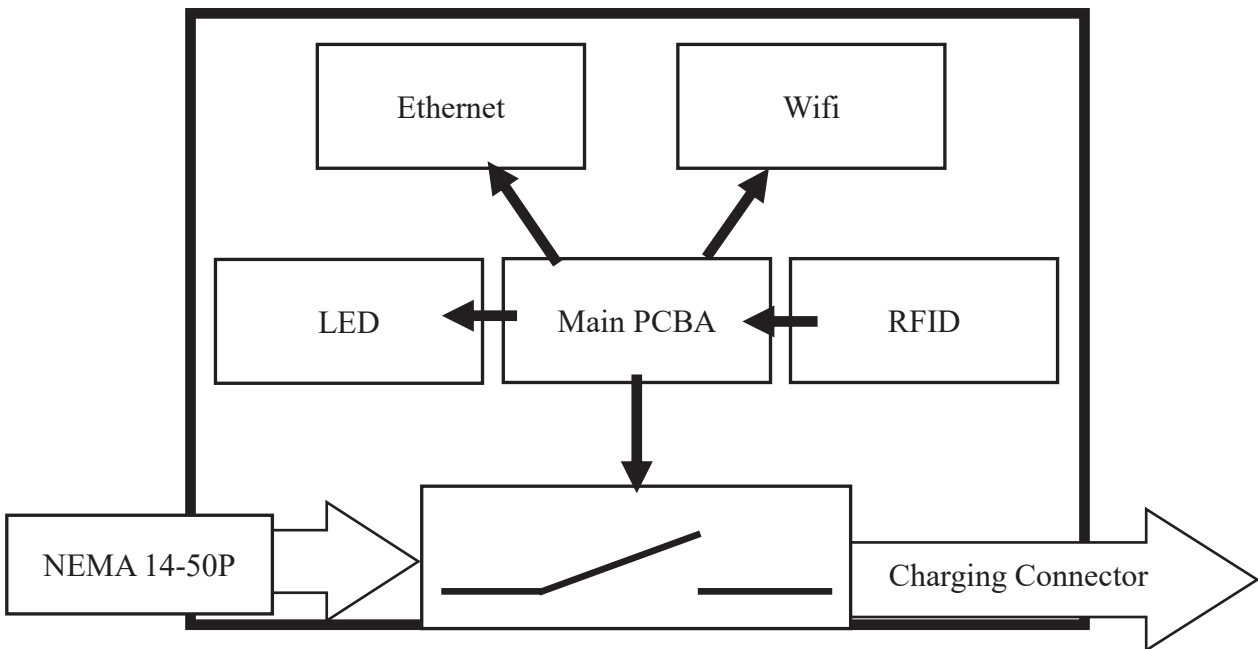 Ethernet
Wifi
LED
Main PCBA
RFID
NEMA 14-50P
Charging Connector